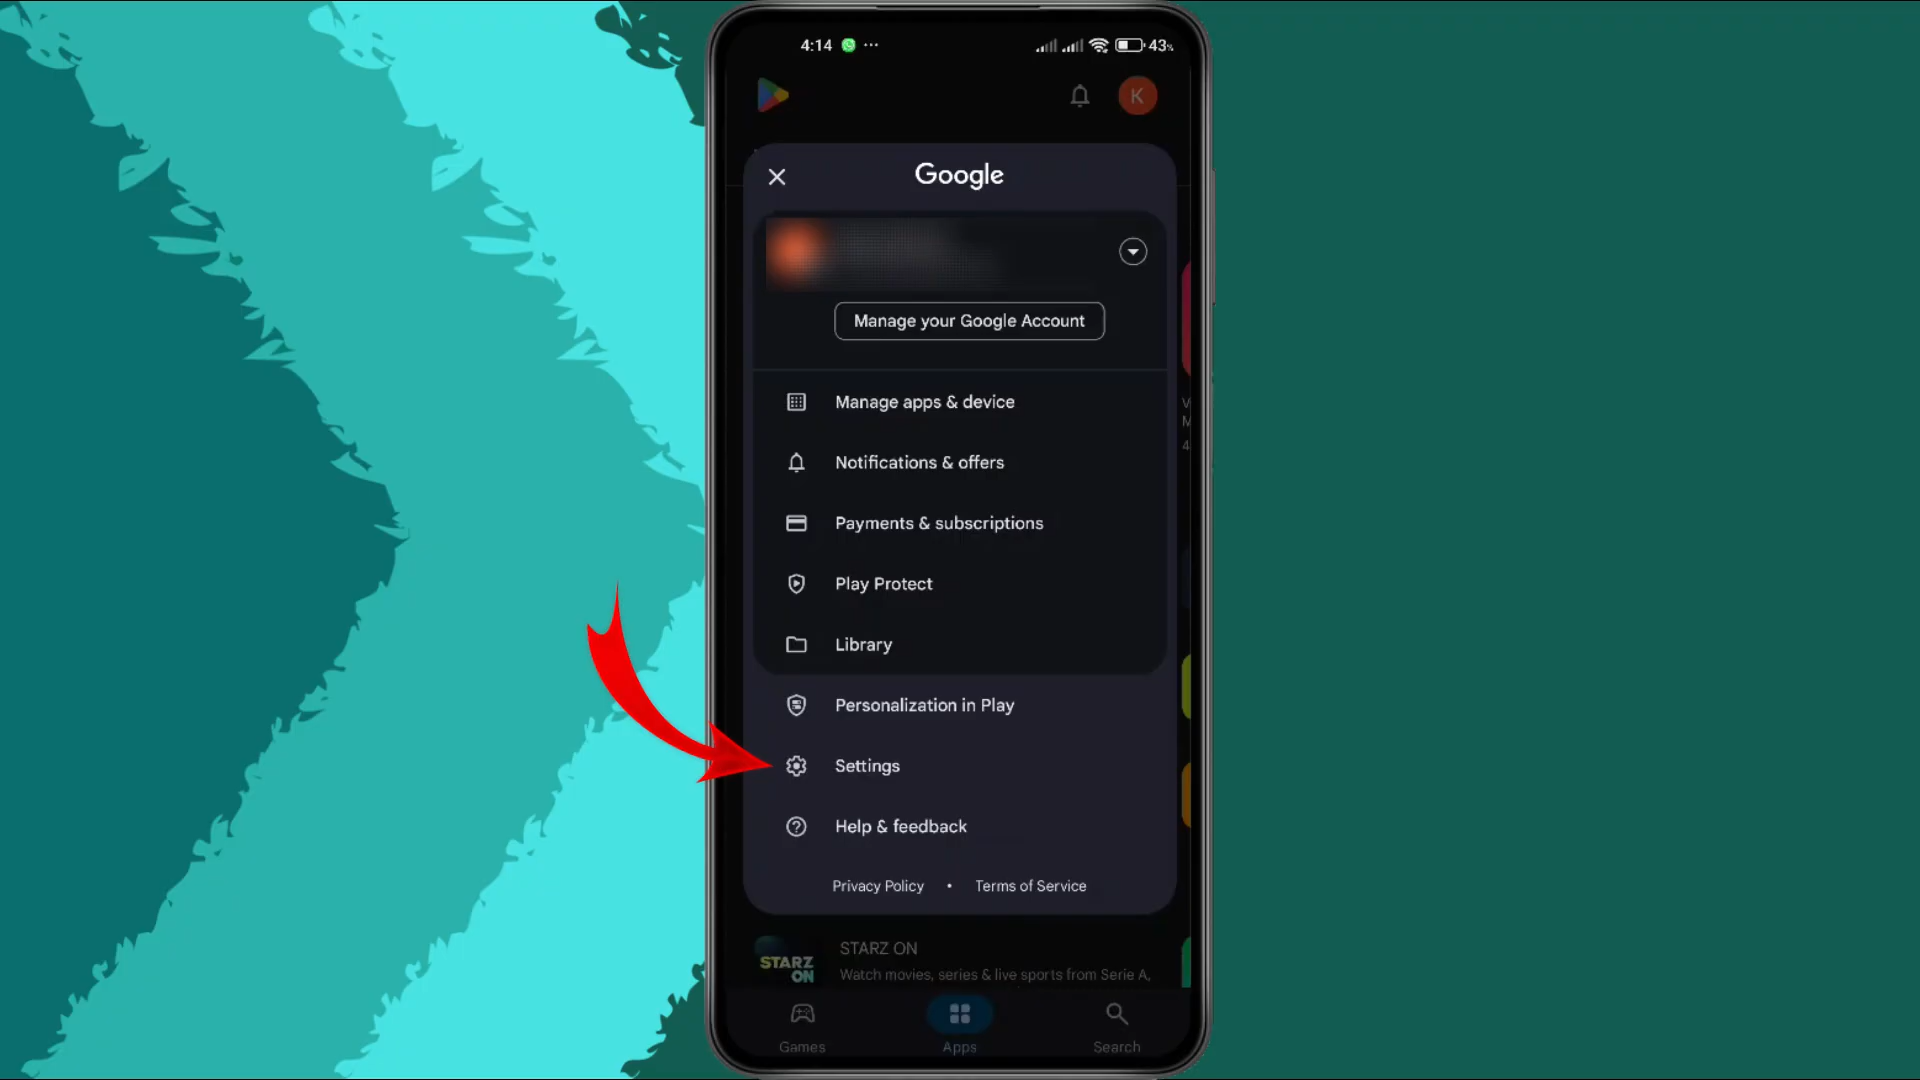 4:14
43%
K
Google
Manage your Google Account
Manage apps & device
Notifications & offers
Payments & subscriptions
Play Protect
Library
Personalization in Play
Settings
Help & feedback
Privacy Policy • Terms of Service
STARZ ON
STARZ
ON
Watch movies, series & live sports from Serie A,
Games
Apps
Search
V
M
4